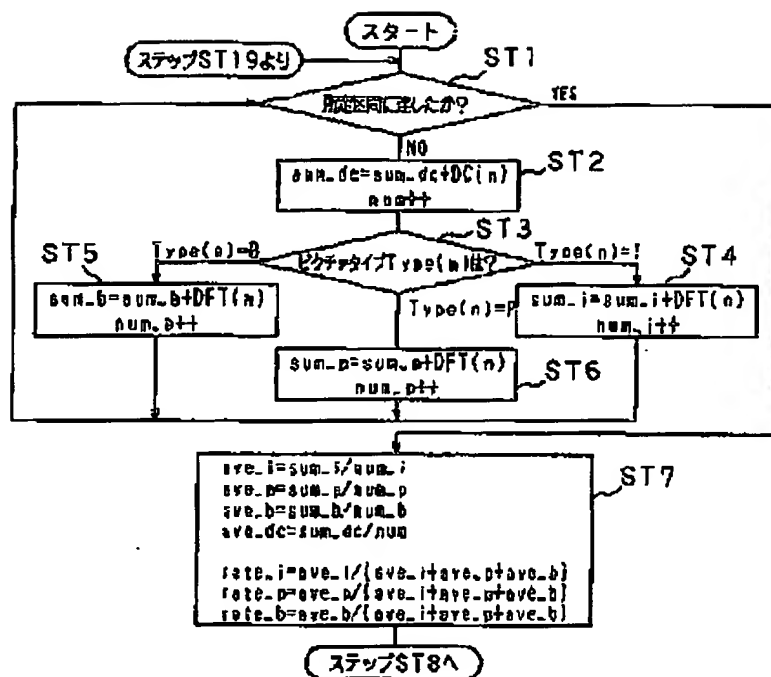 スタート
ステップST19より
ST1
所定区間に達したか?
YES
NO
sum_dc=sum_dc+DC(n)
num++
ST2
ST3
ピクチャタイプType(n)は?
Type(n)=B
Type(n)=I
Type(n)=P
ST5
sum_b=sum_b+DFT(n)
num_b++
ST4
sum_i=sum_i+DFT(n)
num_i++
sum_p=sum_p+DFT(n)
num_p++
ST6
ave_i=sum_i/num_i
ave_p=sum_p/num_p
ave_b=sum_b/num_b
ave_dc=sum_dc/num
rate_i=ave_i/(ave_i+ave_p+ave_b)
rate_p=ave_p/(ave_i+ave_p+ave_b)
rate_b=ave_b/(ave_i+ave_p+ave_b)
ST7
ステップST8へ